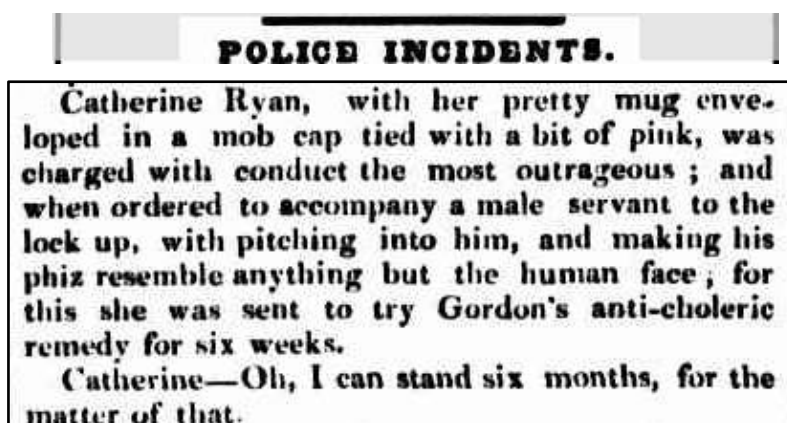 POLICE INCIDENTS.
Catherine Ryan, with her pretty mug enve-
loped in a mob cap tied with a bit of pink, was
charged with conduct the most outrageous ; and
when ordered to accompany a male servant to the
lock up, with pitching into him, and making his
phiz resemble anything but the human face ; for
this she was sent to try Gordon's anti-choleric
remedy for six weeks.
Catherine—Oh, I can stand six months, for the
matter of that.